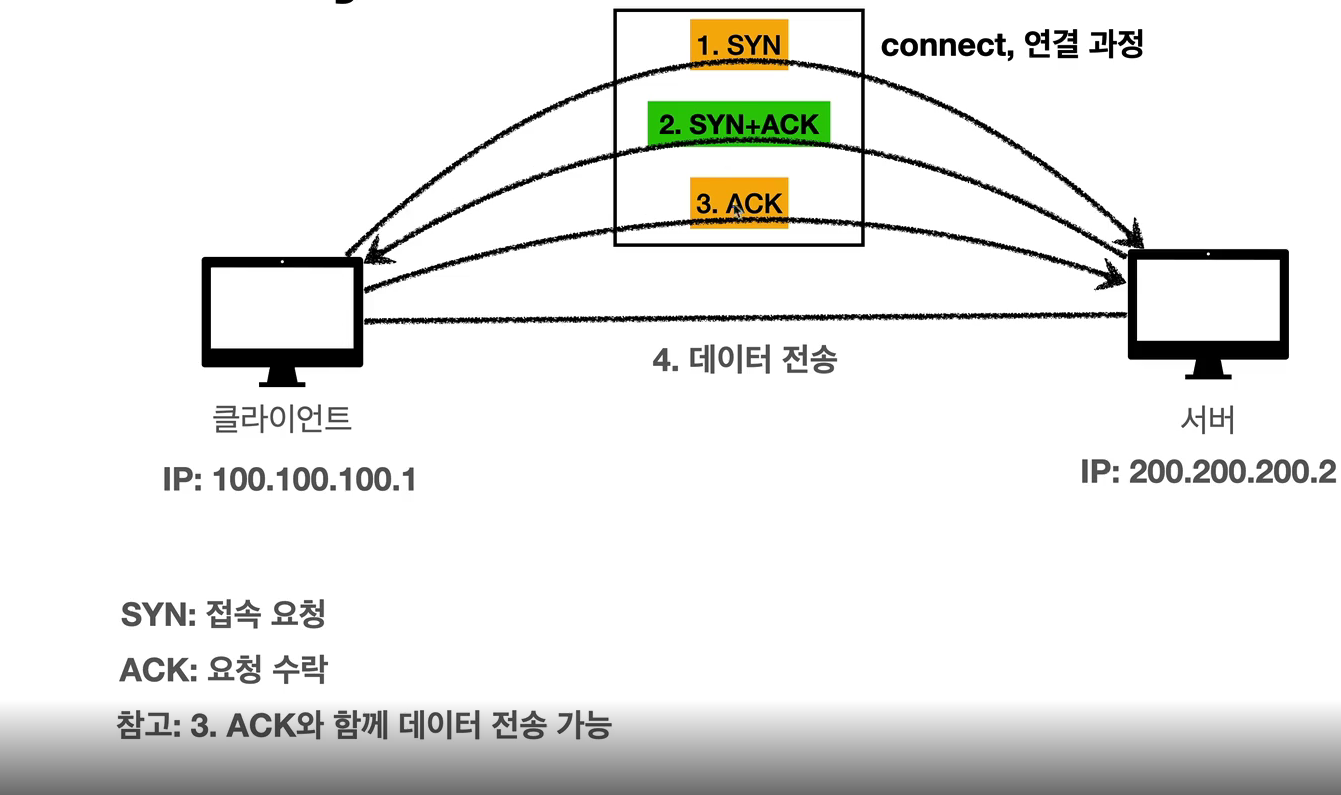 1. SYN
connect, 연결 과정
2. SYN+ACK
3. ACK
4. 데이터 전송
클라이언트
서버
IP: 100.100.100.1
IP: 200.200.200.2
SYN: 접속 요청
ACK: 요청 수락
참고: 3. ACK와 함께 데이터 전송 가능